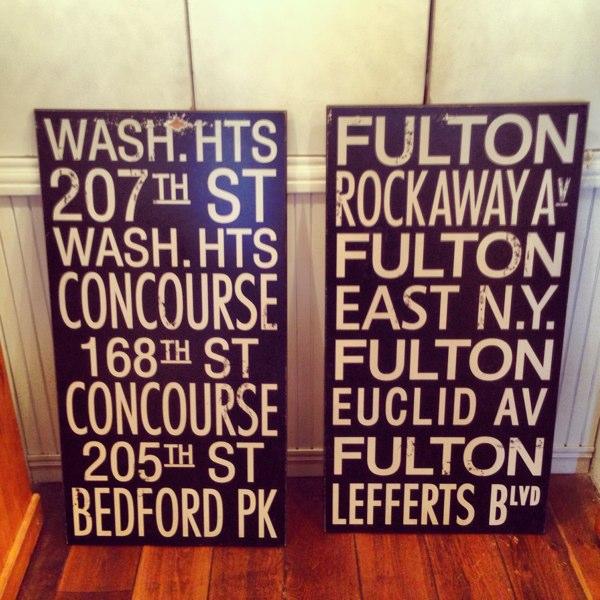 WASH. HTS
207TH ST
WASH. HTS
CONCOURSE
168TH ST
CONCOURSE
205TH ST
BEDFORD PK
FULTON
ROCKAWAY AV
FULTON
EAST N.Y.
FULTON
EUCLID AV
FULTON
LEFFERTS BLVD